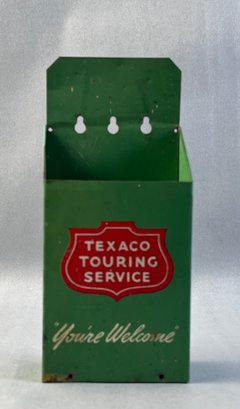 TEXACO
TOURING
SERVICE
"You're Welcome"